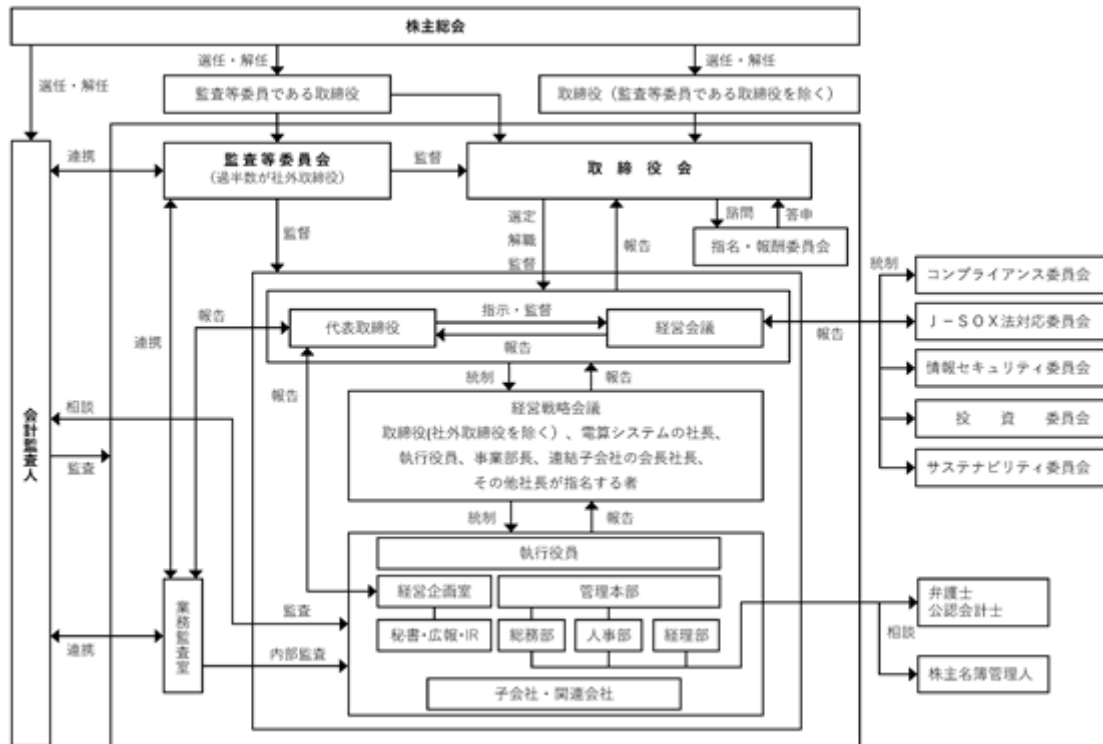 株主総会
選任・解任
選任・解任
選任・解任
監査等委員である取締役
取締役（監査等委員である取締役を除く）
連携
監査等委員会
（過半数が社外取締役）
監督
取締役会
監督
選定
解職
監督
報告
諮問
答申
指名・報酬委員会
統制
コンプライアンス委員会
報告
連携
代表取締役
指示・監督
報告
経営会議
報告
Ｊ－ＳＯＸ法対応委員会
情報セキュリティ委員会
投資委員会
サステナビリティ委員会
報告
統制
報告
相談
監査
会計監査人
経営戦略会議
取締役(社外取締役を除く）、電算システムの社長、
執行役員、事業部長、連結子会社の会長社長、
その他社長が指名する者
統制
報告
執行役員
経営企画室
管理本部
秘書・広報・IR
総務部
人事部
経理部
子会社・関連会社
監査
内部監査
連携
業務監査室
弁護士
公認会計士
相談
株主名簿管理人